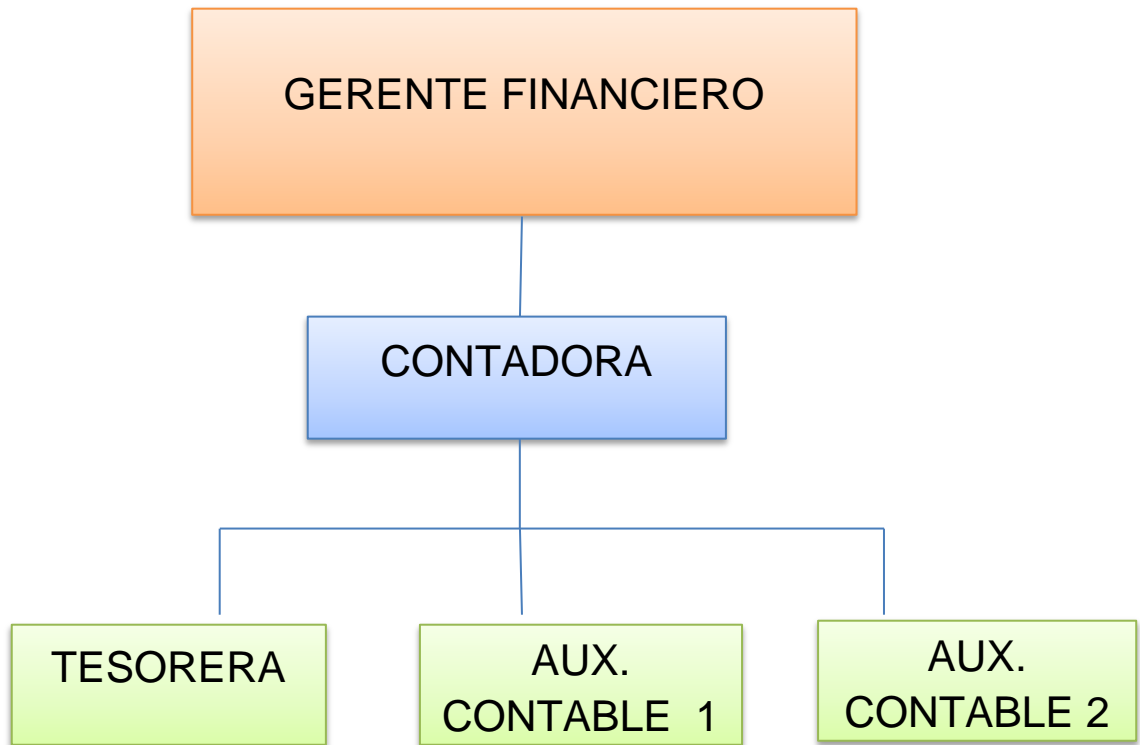 GERENTE FINANCIERO
CONTADORA
TESORERA
AUX.
CONTABLE 1
AUX.
CONTABLE 2